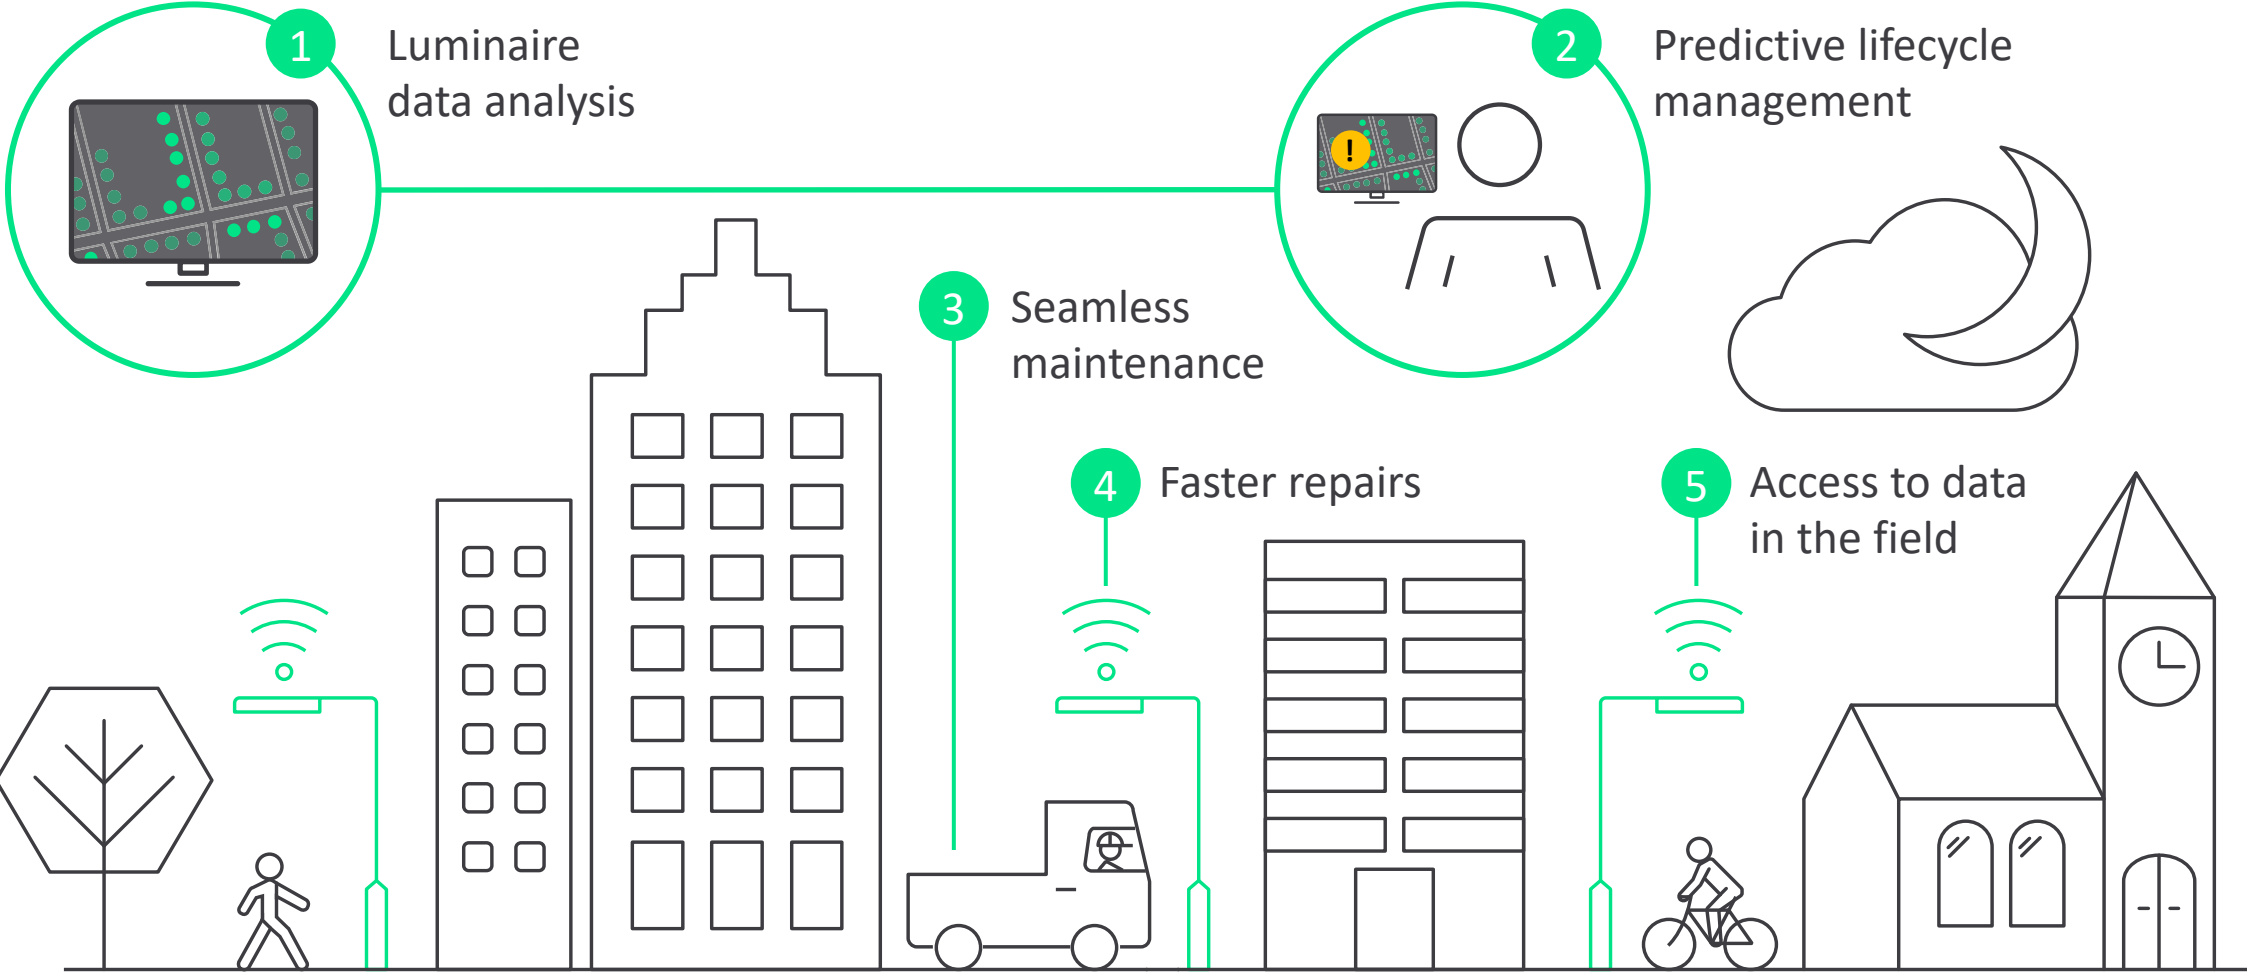 1
Luminaire
data analysis
2
Predictive lifecycle
management
!
3
Seamless
maintenance
4
Faster repairs
5
Access to data
in the field